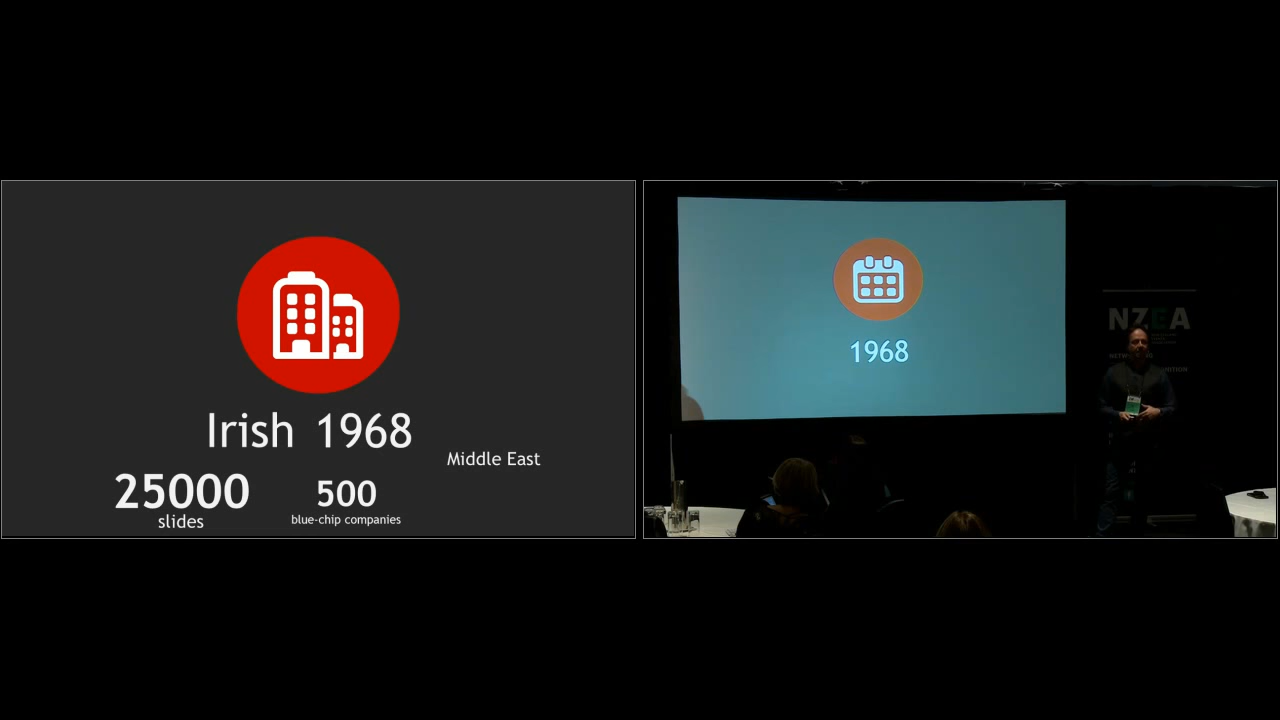 Irish 1968
Middle East
25000
500
slides
blue-chip companies
1968
NZEA